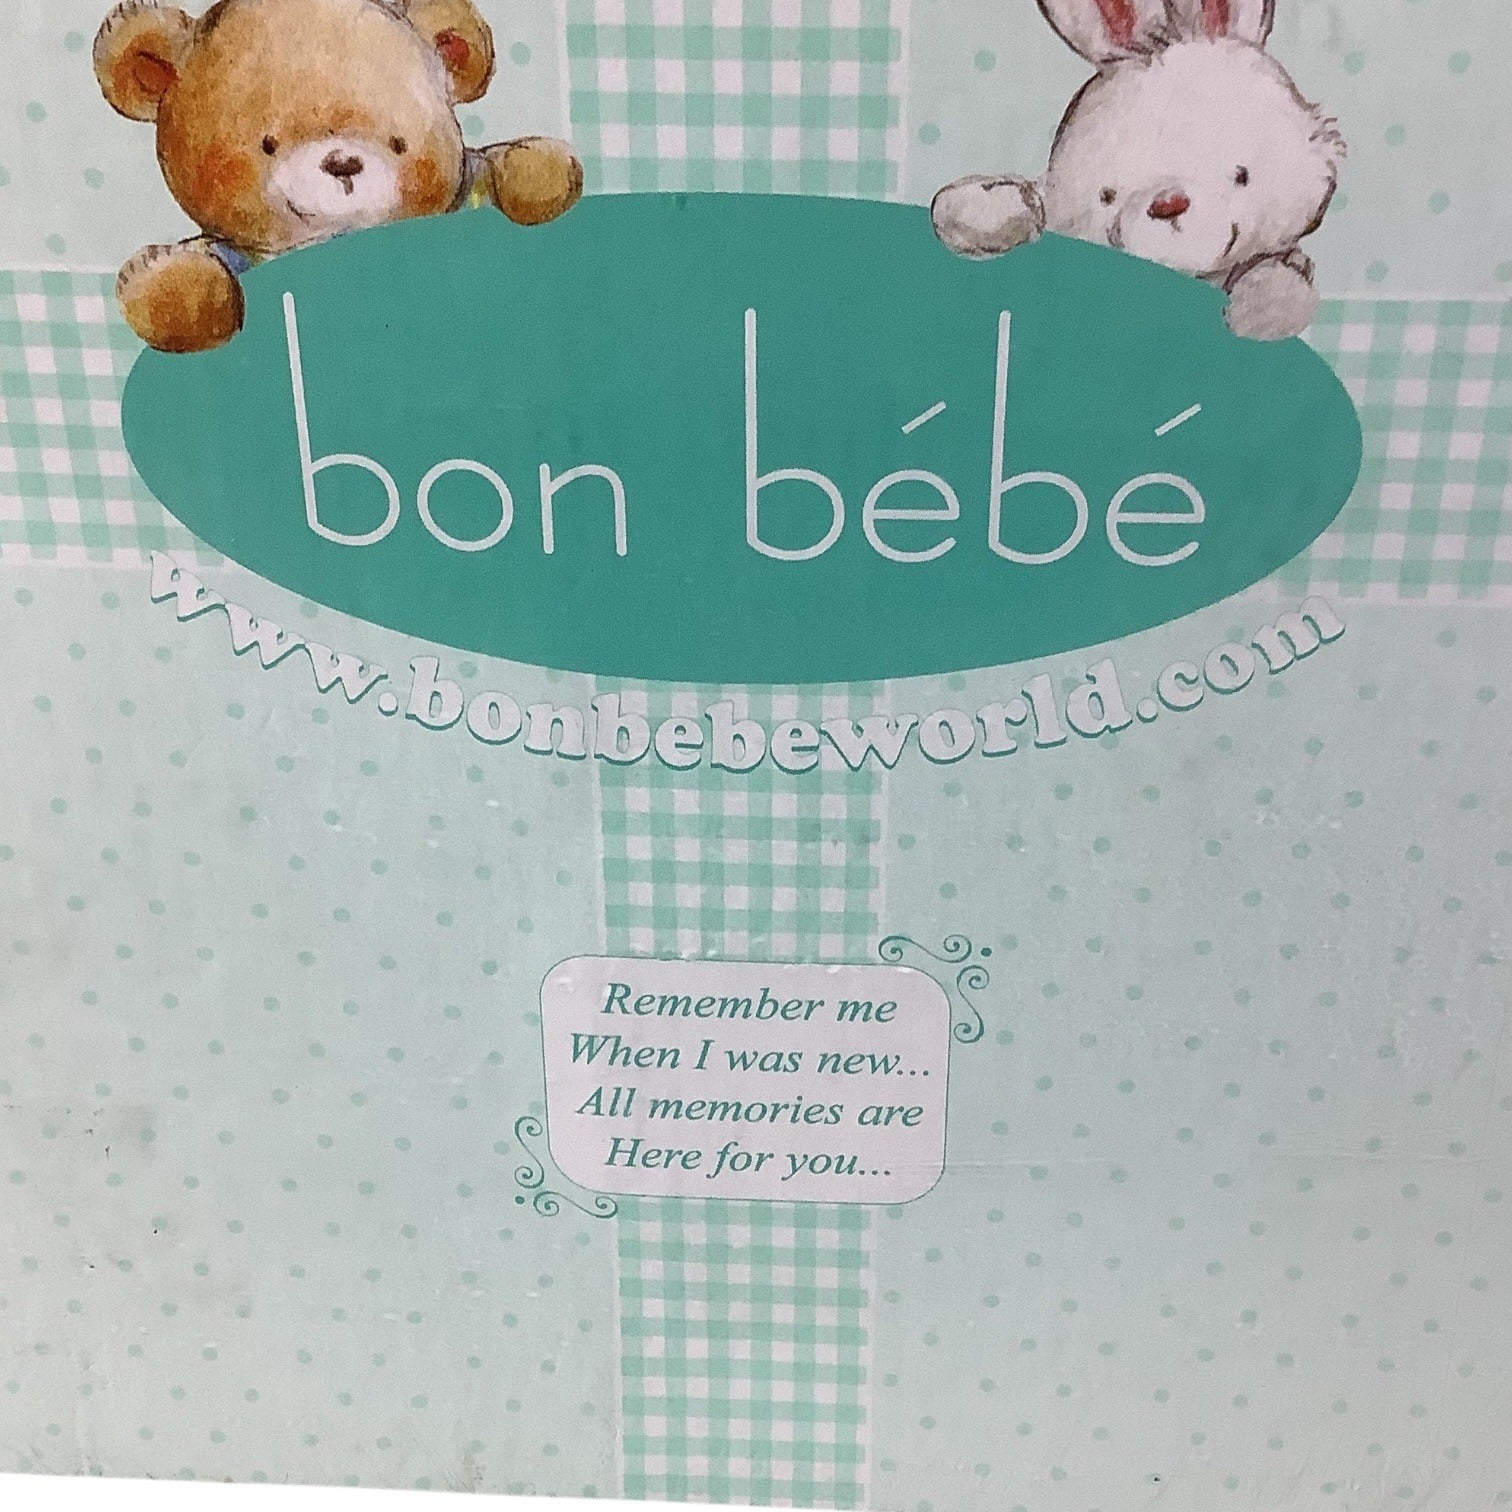 bon bébé
www.bonbebeworld.com
Remember me
When I was new...
All memories are
Here for you...